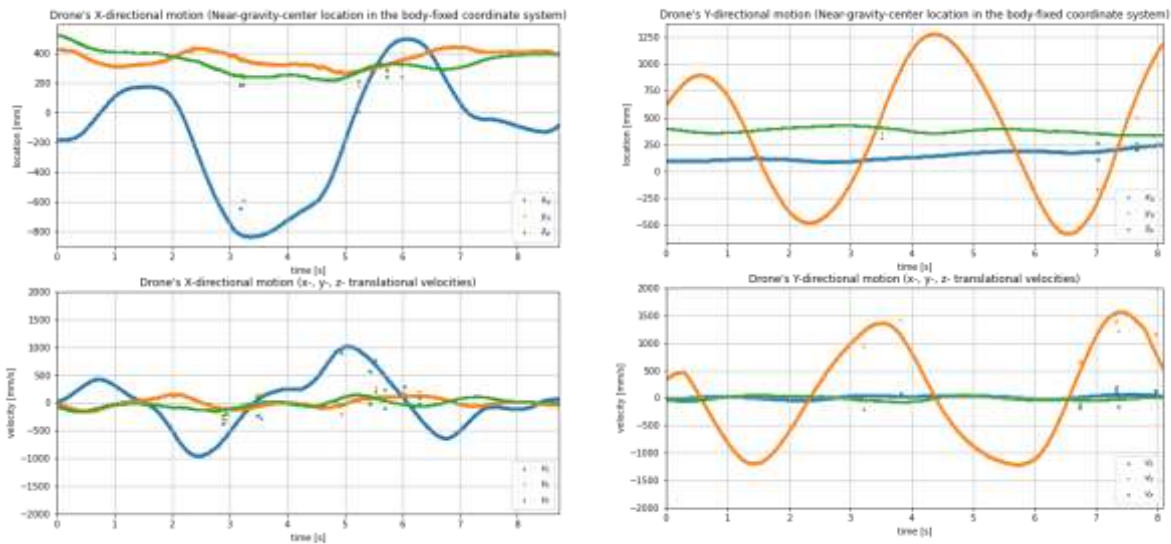 Drone's X-directional motion (Near-gravity-center location in the body-fixed coordinate system)
location [mm]
400
200
0
−200
−400
−600
−800
0 1 2 3 4 5 6 7 8
time [s]
Drone's X-directional motion (x-, y-, z- translational velocities)
velocity [mm/s]
2000
1500
1000
500
0
−500
−1000
−1500
−2000
0 1 2 3 4 5 6 7 8
time [s]
Drone's Y-directional motion (Near-gravity-center location in the body-fixed coordinate system)
location [mm]
1250
1000
750
500
250
0
−250
−500
0 1 2 3 4 5 6 7 8
time [s]
Drone's Y-directional motion (x-, y-, z- translational velocities)
velocity [mm/s]
2000
1500
1000
500
0
−500
−1000
−1500
−2000
0 1 2 3 4 5 6 7 8
time [s]